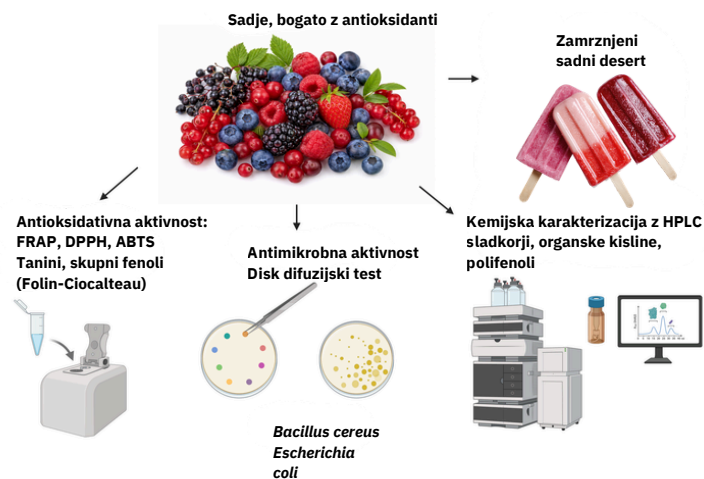 Sadje, bogato z antioksidanti
Zamrznjeni
sadni desert
Antioksidativna aktivnost:
FRAP, DPPH, ABTS
Tanini, skupni fenoli
(Folin-Ciocalteau)
Antimikrobna aktivnost
Disk difuzijski test
Kemijska karakterizacija z HPLC
sladkorji, organske kisline,
polifenoli
Bacillus cereus
Escherichia
coli